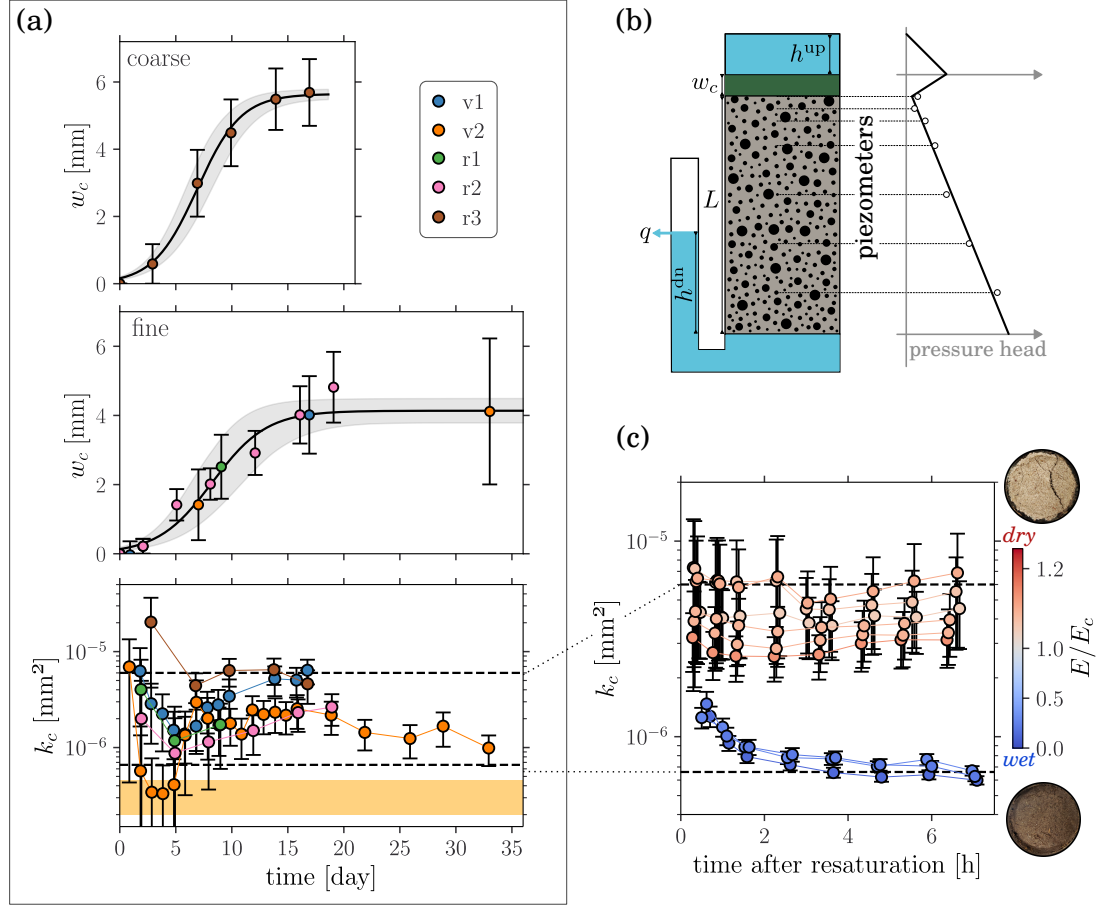 (a)
coarse
w_c [mm]
6
4
2
0
v1
v2
r1
r2
r3
fine
w_c [mm]
6
4
2
0
k_c [mm²]
10⁻⁵
10⁻⁶
0 5 10 15 20 25 30 35
time [day]
(b)
h^up
w_c
L
q
h^dn
piezometers
pressure head
(c)
k_c [mm²]
10⁻⁵
10⁻⁶
0 2 4 6
time after resaturation [h]
dry
1.2
1.0
0.5
0.0
E/E_c
wet